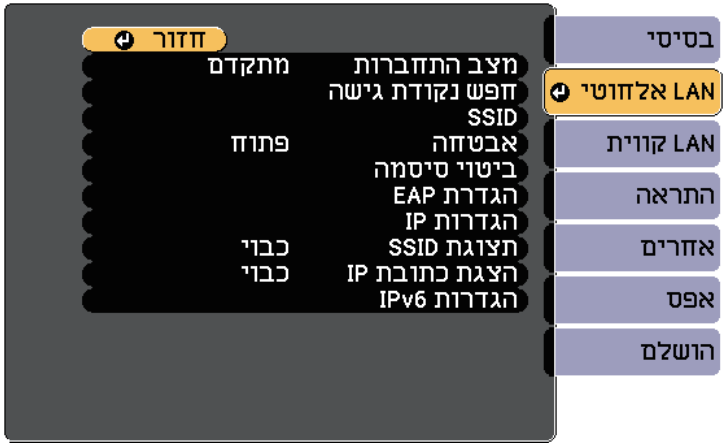 בסיסי
LAN אלחוטי
LAN קווית
התראה
אחרים
אפס
הושלם
חזור
מצב התחברות מתקדם
חפש נקודת גישה
SSID
אבטחה פתוח
ביטוי סיסמה
הגדרת EAP
הגדרות IP
תצוגת SSID כבוי
הצגת כתובת IP כבוי
הגדרות IPv6